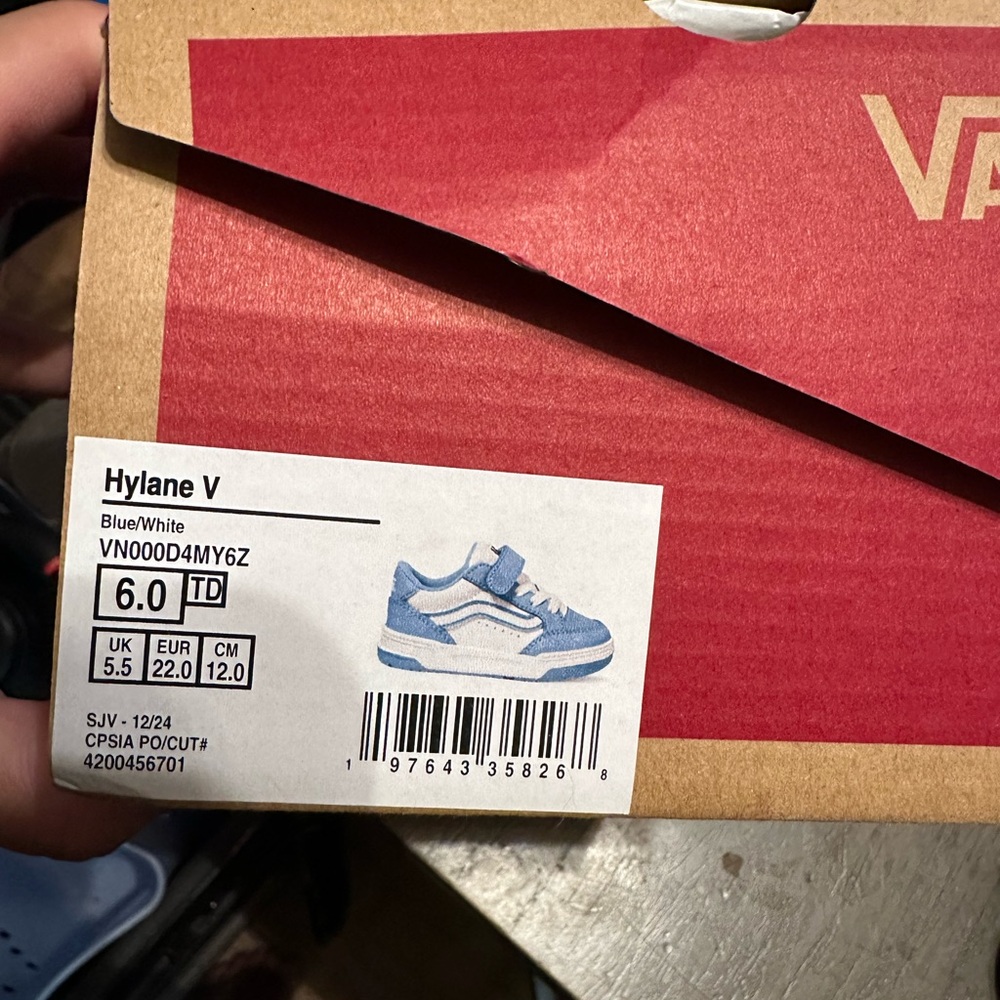 VA
Hylane V
Blue/White
VN000D4MY6Z
6.0 TD
UK EUR CM
5.5 22.0 12.0
SJV - 12/24
CPSIA PO/CUT#
4200456701
1 97643 35826 8